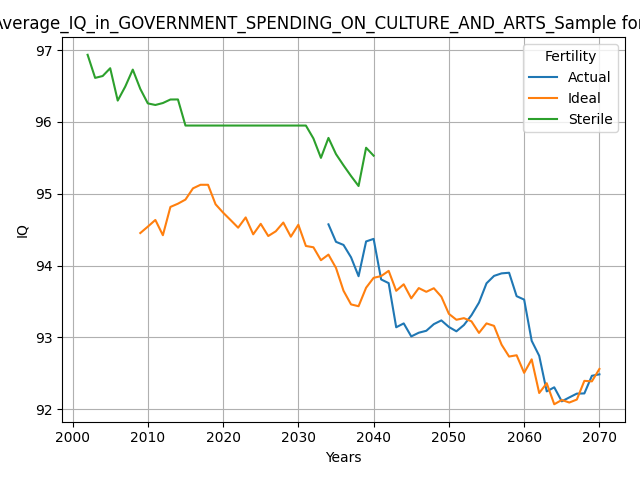 Average_IQ_in_GOVERNMENT_SPENDING_ON_CULTURE_AND_ARTS_Sample for
Fertility
Actual
Ideal
Sterile
97
96
95
94
93
92
IQ
2000 2010 2020 2030 2040 2050 2060 2070
Years